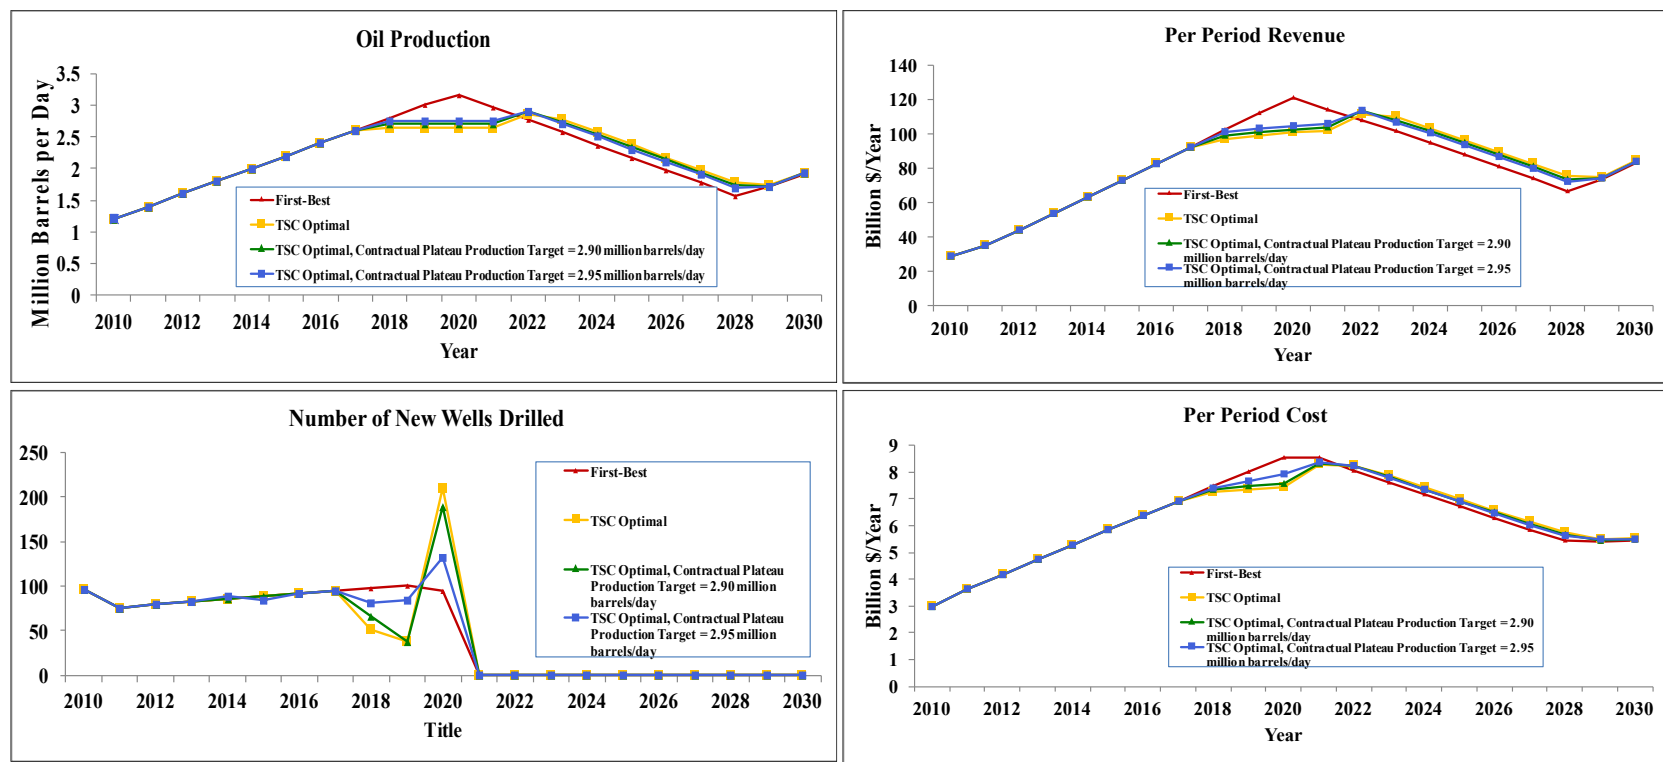 Oil Production
Million Barrels per Day
3.5
3
2.5
2
1.5
1
0.5
0
First-Best
TSC Optimal
TSC Optimal, Contractual Plateau Production Target = 2.90 million barrels/day
TSC Optimal, Contractual Plateau Production Target = 2.95 million barrels/day
2010 2012 2014 2016 2018 2020 2022 2024 2026 2028 2030
Year
Per Period Revenue
Billion $/Year
140
120
100
80
60
40
20
0
First-Best
TSC Optimal
TSC Optimal, Contractual Plateau Production Target = 2.90
million barrels/day
TSC Optimal, Contractual Plateau Production Target = 2.95
million barrels/day
2010 2012 2014 2016 2018 2020 2022 2024 2026 2028 2030
Year
Number of New Wells Drilled
250
200
150
100
50
0
First-Best
TSC Optimal
TSC Optimal, Contractual Plateau
Production Target = 2.90 million
barrels/day
TSC Optimal, Contractual Plateau
Production Target = 2.95 million
barrels/day
2010 2012 2014 2016 2018 2020 2022 2024 2026 2028 2030
Title
Per Period Cost
Billion $/Year
9
8
7
6
5
4
3
2
1
0
First-Best
TSC Optimal
TSC Optimal, Contractual Plateau Production Target = 2.90
million barrels/day
TSC Optimal, Contractual Plateau Production Target = 2.95
million barrels/day
2010 2012 2014 2016 2018 2020 2022 2024 2026 2028 2030
Year